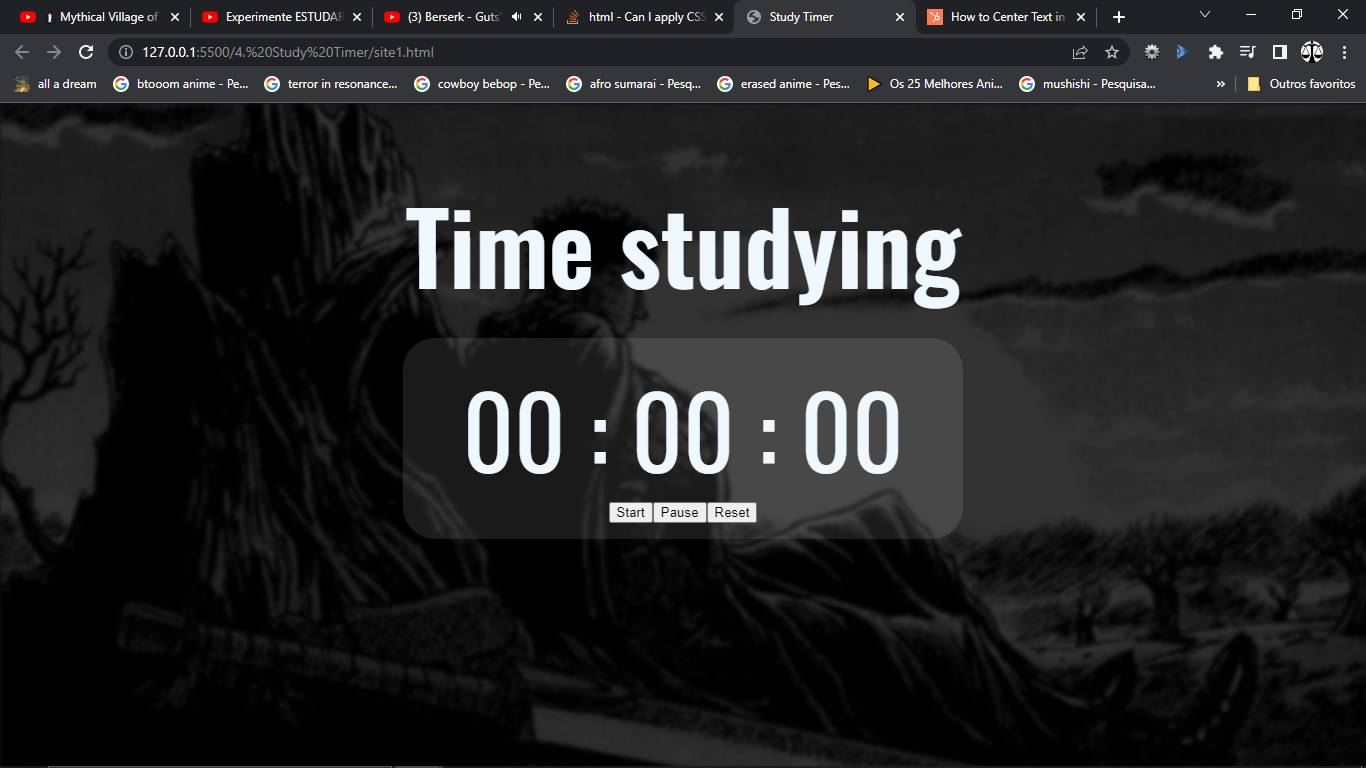 Mythical Village of
Experimente ESTUDAR
(3) Berserk - Guts'
html - Can I apply CSS
Study Timer
How to Center Text in
127.0.0.1:5500/4.%20Study%20Timer/site1.html
all a dream
btooom anime - Pe...
terror in resonance...
cowboy bebop - Pe...
afro sumarai - Pesq...
erased anime - Pes...
Os 25 Melhores Ani...
mushishi - Pesquisa...
»
Outros favoritos
Time studying
00 : 00 : 00
Start
Pause
Reset